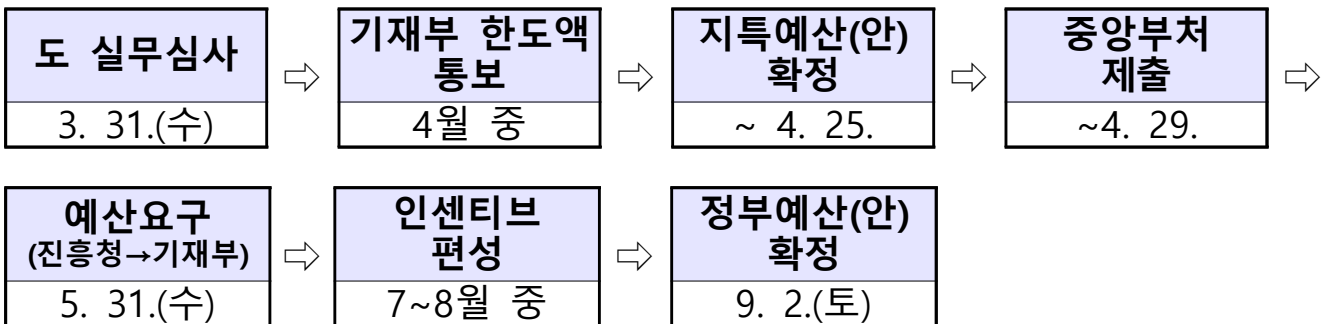 도 실무심사
3. 31.(수)
⇨
기재부 한도액
통보
4월 중
⇨
지특예산(안)
확정
~ 4. 25.
⇨
중앙부처
제출
~4. 29.
⇨
예산요구
(진흥청→기재부)
5. 31.(수)
⇨
인센티브
편성
7~8월 중
⇨
정부예산(안)
확정
9. 2.(토)